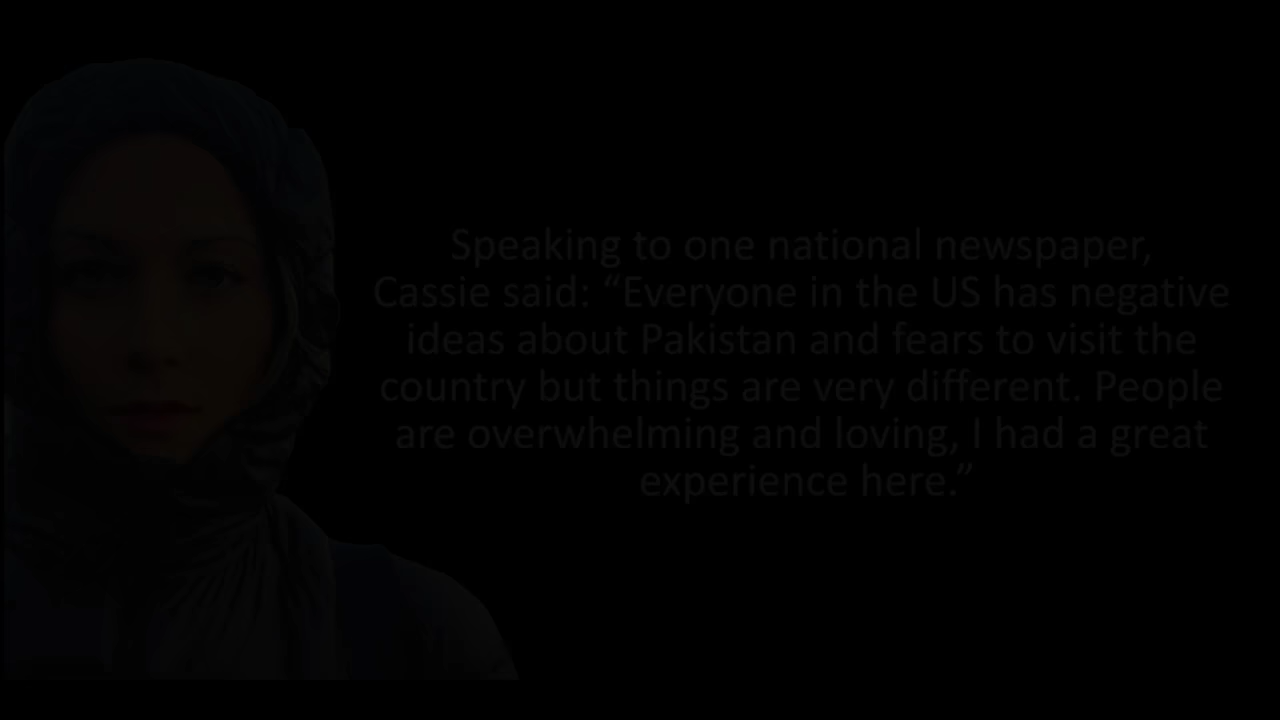 Speaking to one national newspaper,
Cassie said: “Everyone in the US has negative
ideas about Pakistan and fears to visit the
country but things are very different. People
are overwhelming and loving, I had a great
experience here.”